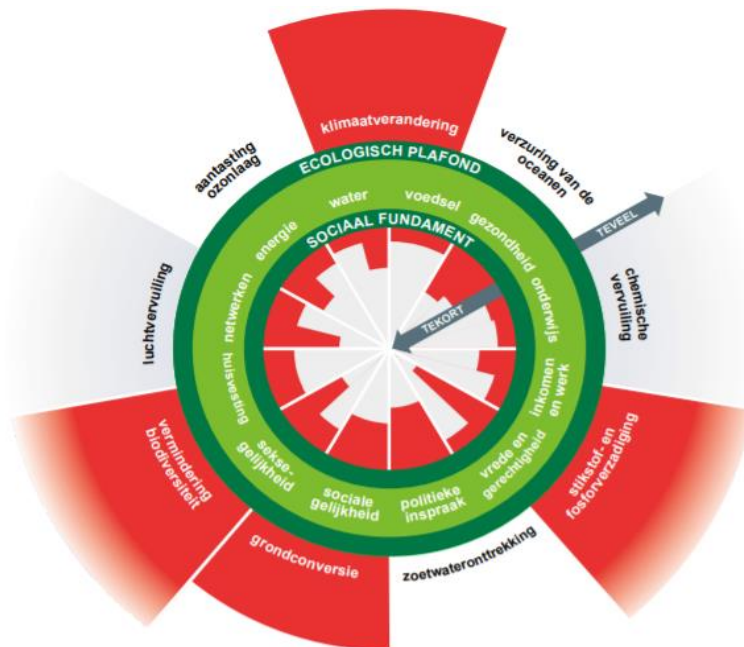 klimaatverandering
ECOLOGISCH PLAFOND
aantasting
ozonlaag
verzuring van de
oceanen
water
voedsel
SOCIAAL FUNDAMENT
energie
gezondheid
TEVEEL
TEKORT
luchtvervuiling
netwerken
onderwijs
chemische
vervuiling
huisvesting
inkomen
en werk
vermindering
biodiversiteit
sekse-
gelijkheid
sociale
gelijkheid
politieke
inspraak
vrede en
gerechtigheid
stikstof- en
fosforverzadiging
grondconversie
zoetwateronttrekking